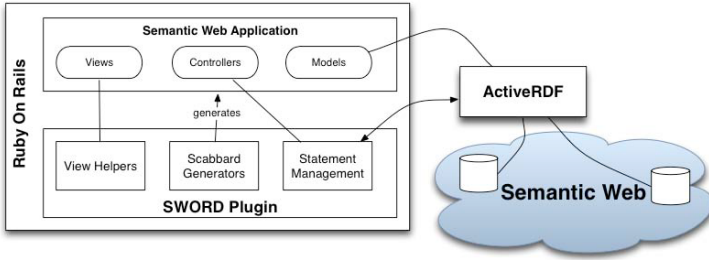 Ruby On Rails
Semantic Web Application
Views
Controllers
Models
generates
View Helpers
Scabbard
Generators
Statement
Management
SWORD Plugin
ActiveRDF
Semantic Web